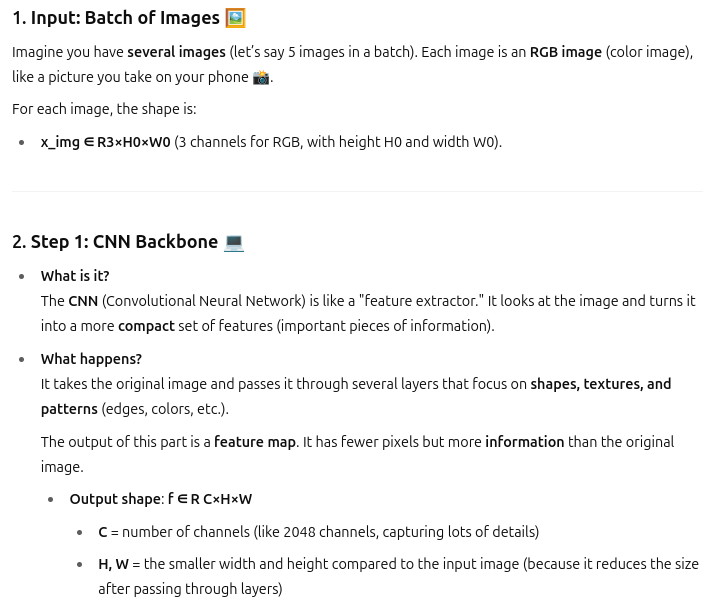 1. Input: Batch of Images 🖼️
Imagine you have several images (let's say 5 images in a batch). Each image is an RGB image (color image),
like a picture you take on your phone 📸.
For each image, the shape is:
• x_img ∈ R3×H0×W0 (3 channels for RGB, with height H0 and width W0).
2. Step 1: CNN Backbone 💻
• What is it?
The CNN (Convolutional Neural Network) is like a "feature extractor." It looks at the image and turns it
into a more compact set of features (important pieces of information).
• What happens?
It takes the original image and passes it through several layers that focus on shapes, textures, and
patterns (edges, colors, etc.).
The output of this part is a feature map. It has fewer pixels but more information than the original
image.
• Output shape: f ∈ R C×H×W
• C = number of channels (like 2048 channels, capturing lots of details)
• H, W = the smaller width and height compared to the input image (because it reduces the size
after passing through layers)